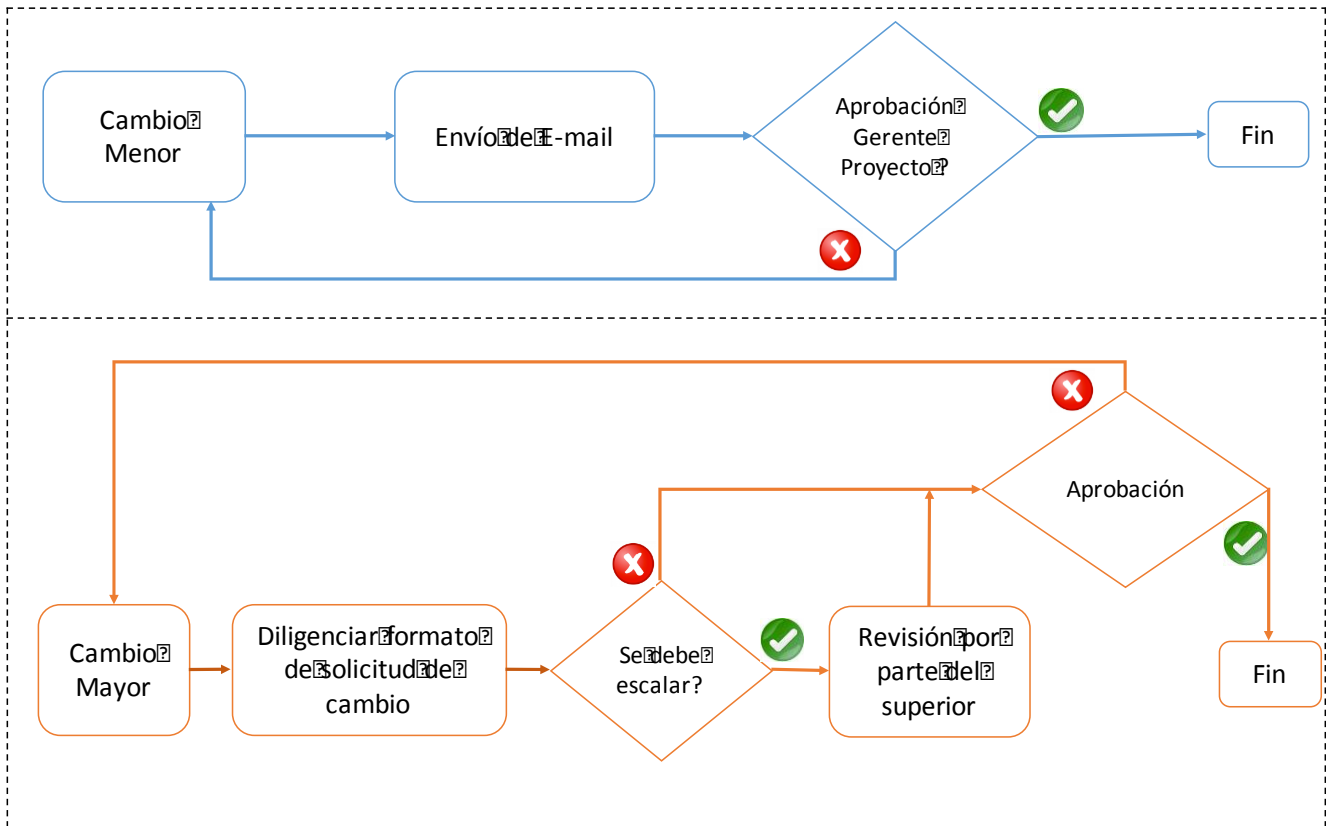 Cambio
Menor
Envío de E-mail
Aprobación
Gerente
Proyecto ?
Fin
Aprobación
Cambio
Mayor
Diligenciar formato
de solicitud de
cambio
Se debe
escalar?
Revisión por
parte del
superior
Fin